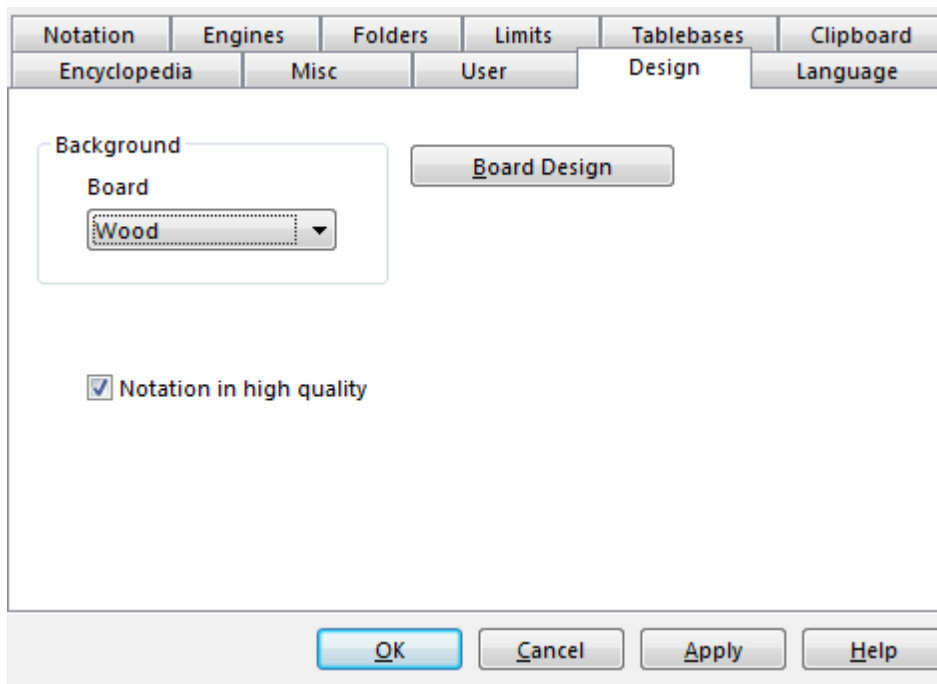 Notation Engines Folders Limits Tablebases Clipboard
Encyclopedia Misc User Design Language
Background
Board Design
Board
Wood
Notation in high quality
OK Cancel Apply Help